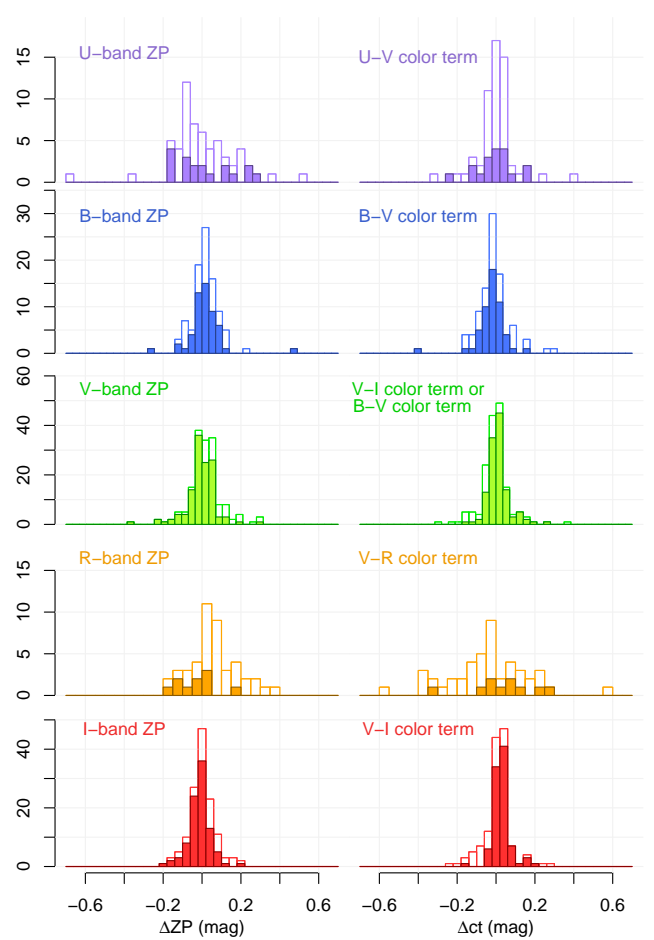 U−band ZP
U−V color term
0 5 10 15
B−band ZP
B−V color term
0 10 20 30
V−band ZP
V−I color term or
B−V color term
0 20 40 60
R−band ZP
V−R color term
0 5 10 15
I−band ZP
V−I color term
0 20 40
−0.6 −0.2 0.2 0.6
−0.6 −0.2 0.2 0.6
ΔZP (mag)
Δct (mag)